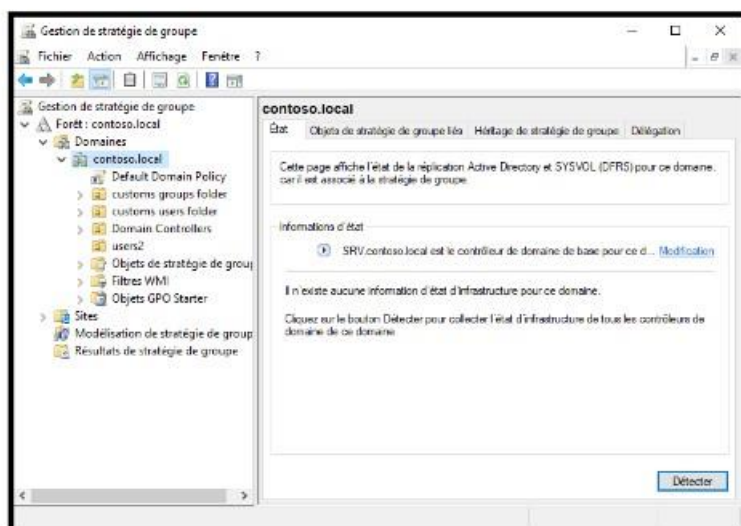 Gestion de stratégie de groupe
Fichier Action Affichage Fenêtre ?
Gestion de stratégie de groupe
Forêt : contoso.local
Domaines
contoso.local
Default Domain Policy
customs groups folder
customs users folder
Domain Controllers
users2
Objets de stratégie de group
Filtres WMI
Objets GPO Starter
Sites
Modélisation de stratégie de group
Résultats de stratégie de groupe
contoso.local
État Objets de stratégie de groupe liés Héritage de stratégie de groupe Délégation
Cette page affiche l'état de la réplication Active Directory et SYSVOL (DFRS) pour ce domaine,
car il est associé à la stratégie de groupe.
Informations d'état
SRV.contoso.local est le contrôleur de domaine de base pour ce d... Modification
Il n'existe aucune information d'état d'infrastructure pour ce domaine.
Cliquez sur le bouton Détecter pour collecter l'état d'infrastructure de tous les contrôleurs de
domaine de ce domaine.
Détecter